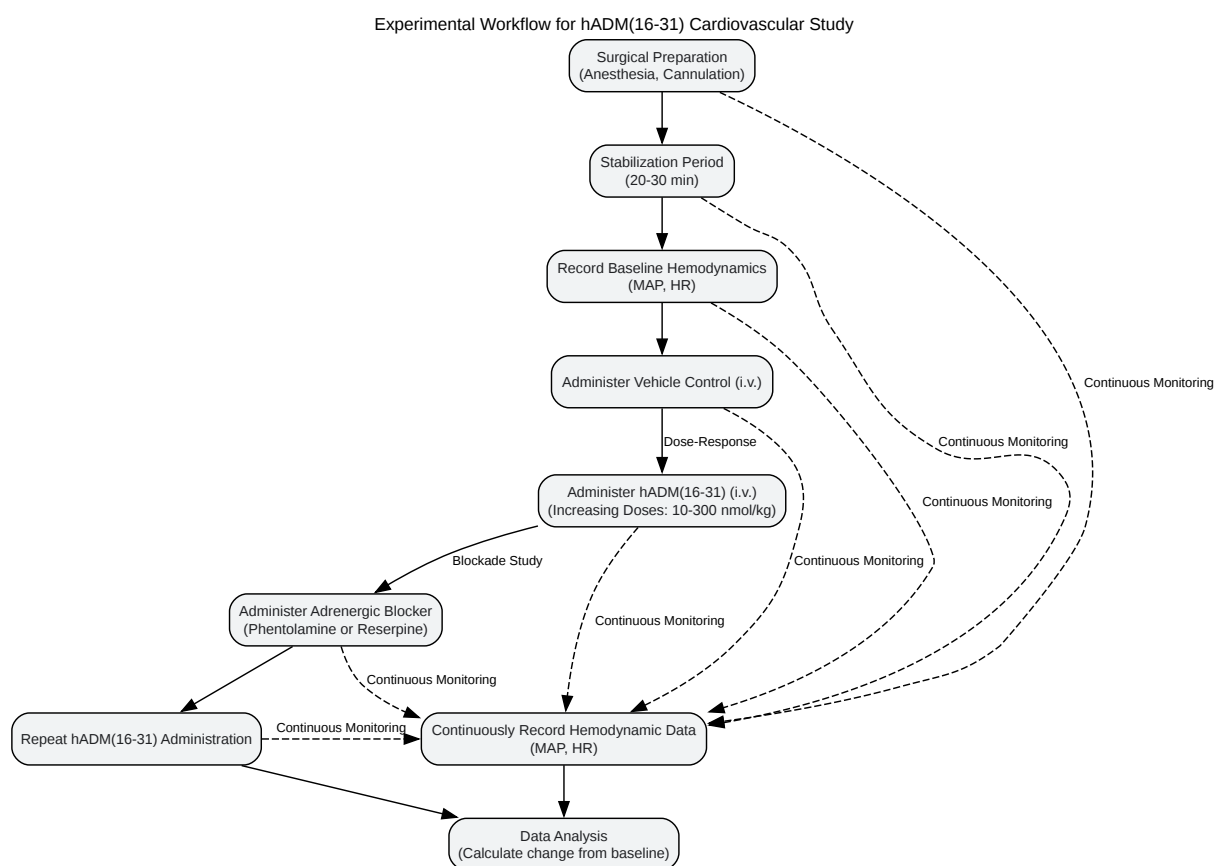 Experimental Workflow for hADM(16-31) Cardiovascular Study
Surgical Preparation
(Anesthesia, Cannulation)
Stabilization Period
(20-30 min)
Record Baseline Hemodynamics
(MAP, HR)
Administer Vehicle Control (i.v.)
Continuous Monitoring
Dose-Response
Continuous Monitoring
Administer hADM(16-31) (i.v.)
(Increasing Doses: 10-300 nmol/kg)
Continuous Monitoring
Blockade Study
Continuous Monitoring
Administer Adrenergic Blocker
(Phentolamine or Reserpine)
Continuous Monitoring
Continuous Monitoring
Repeat hADM(16-31) Administration
Continuous Monitoring
Continuously Record Hemodynamic Data
(MAP, HR)
Data Analysis
(Calculate change from baseline)